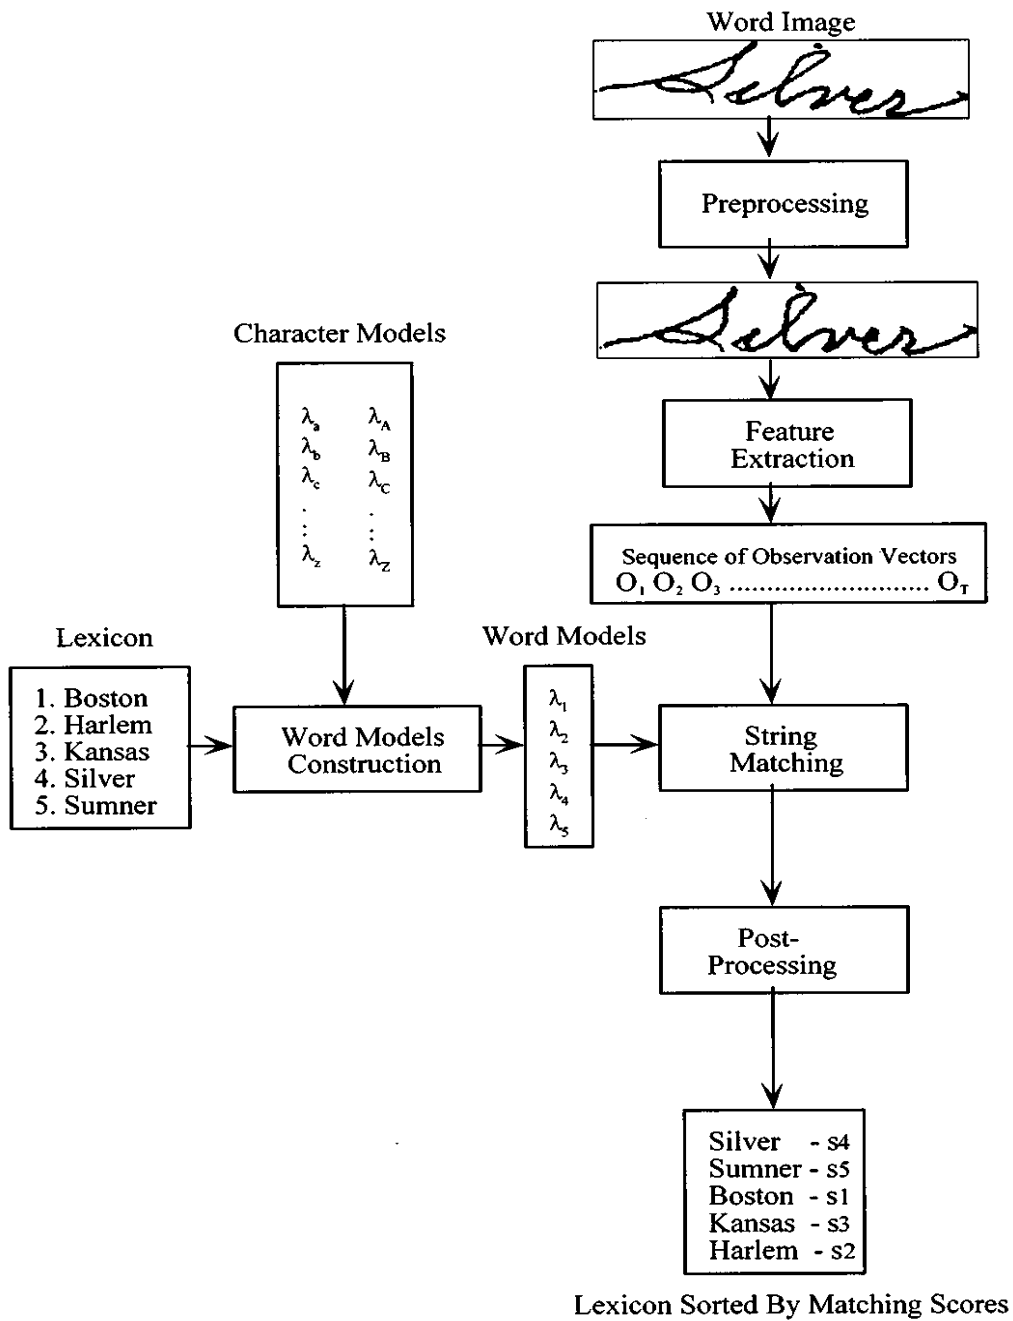 Word Image
Silver
Preprocessing
Silver
Character Models
λa λA
λb λB
λc λC
. .
: :
λz λZ
Feature
Extraction
Sequence of Observation Vectors
O1 O2 O3 ............................ OT
Lexicon
1. Boston
2. Harlem
3. Kansas
4. Silver
5. Sumner
Word Models
Construction
Word Models
λ1
λ2
λ3
λ4
λ5
String
Matching
Post-
Processing
Silver - s4
Sumner - s5
Boston - s1
Kansas - s3
Harlem - s2
Lexicon Sorted By Matching Scores